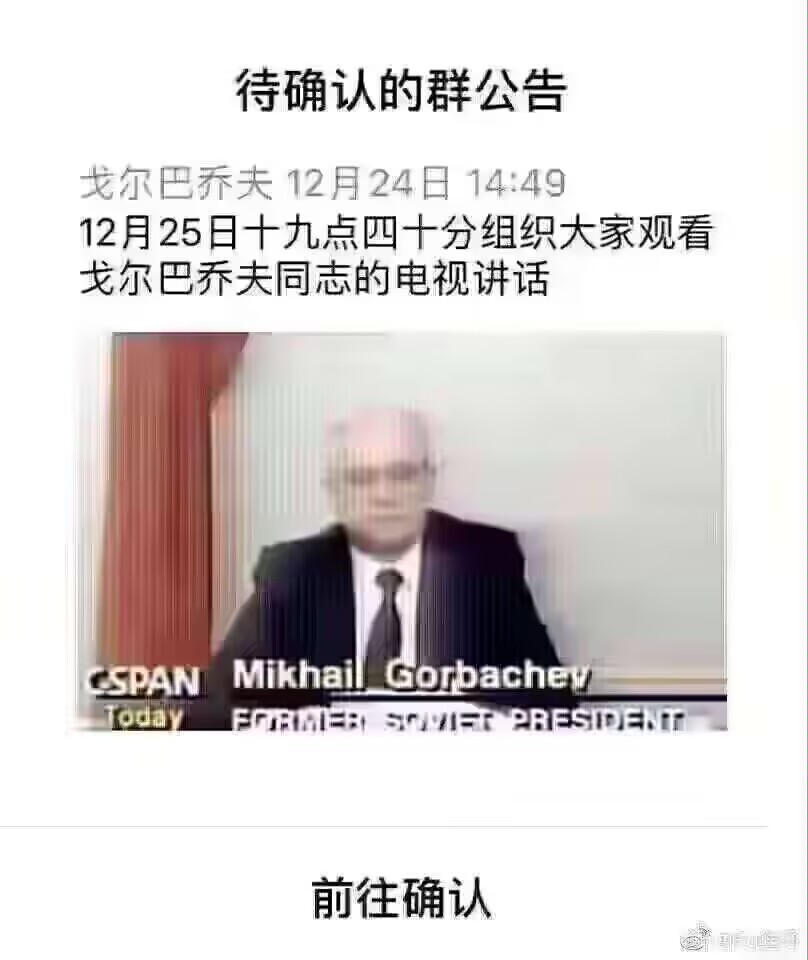 待确认的群公告
戈尔巴乔夫 12月24日 14:49
12月25日十九点四十分组织大家观看
戈尔巴乔夫同志的电视讲话
CSPAN Mikhail Gorbachev
Today FORMER SOVIET PRESIDENT
前往确认